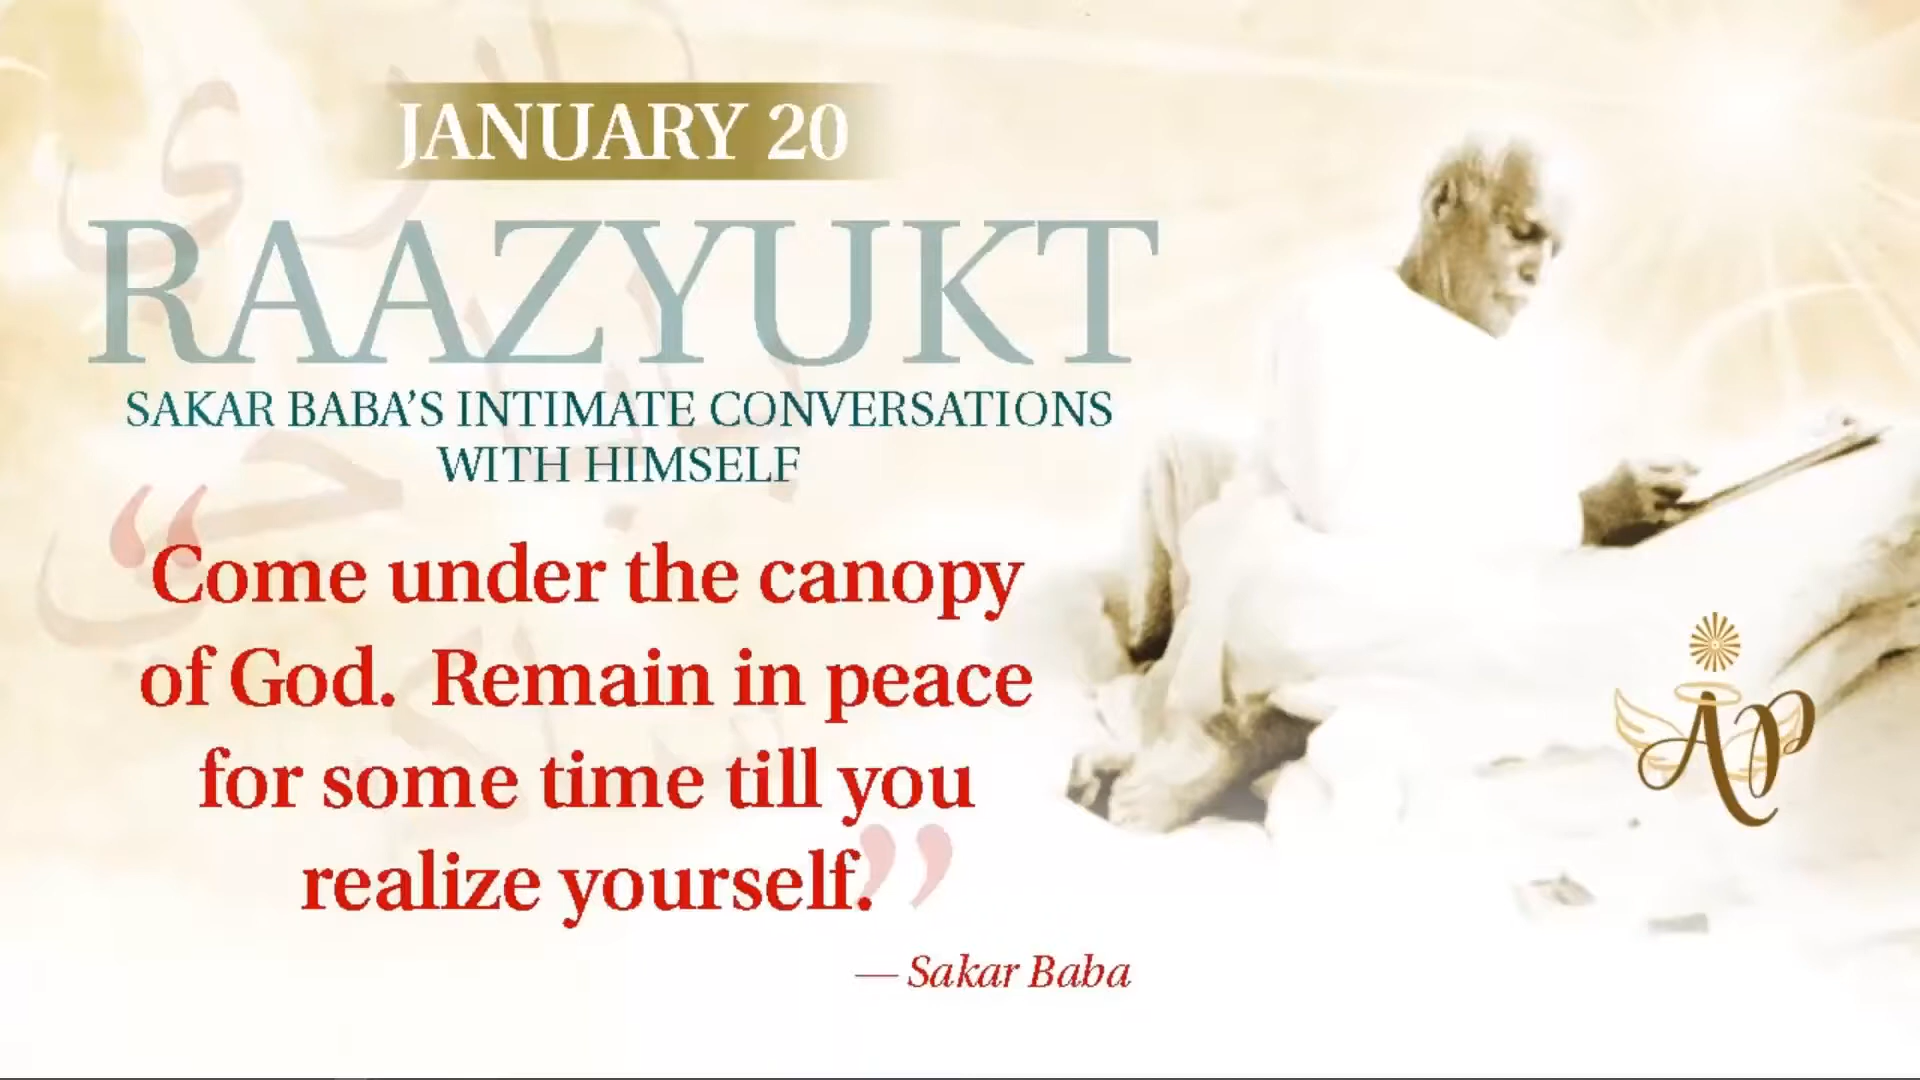 JANUARY 20
RAAZYUKT
SAKAR BABA'S INTIMATE CONVERSATIONS
WITH HIMSELF
“Come under the canopy
of God. Remain in peace
for some time till you
realize yourself.”
— Sakar Baba
AP